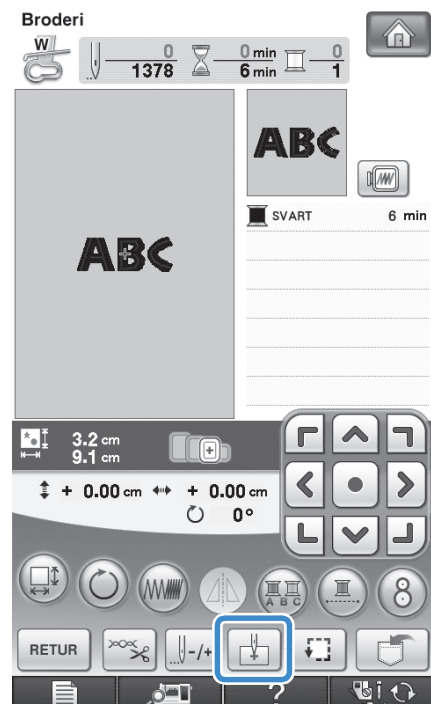 Broderi
W
0
1378
0 min
6 min
0
1
ABC
ABC
SVART 6 min
3.2 cm
9.1 cm
+ 0.00 cm + 0.00 cm
0°
A B C
8
RETUR
-/+
?
i